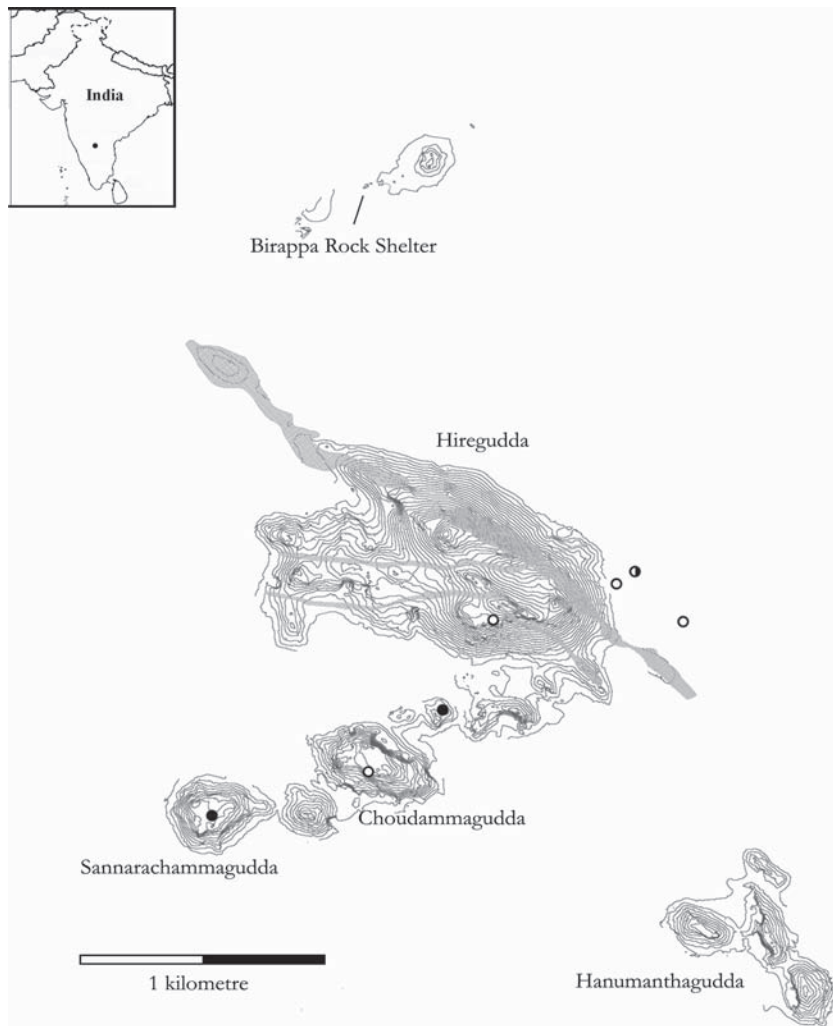 India
Birappa Rock Shelter
Hiregudda
Choudammagudda
Sannarachammagudda
Hanumanthagudda
1 kilometre